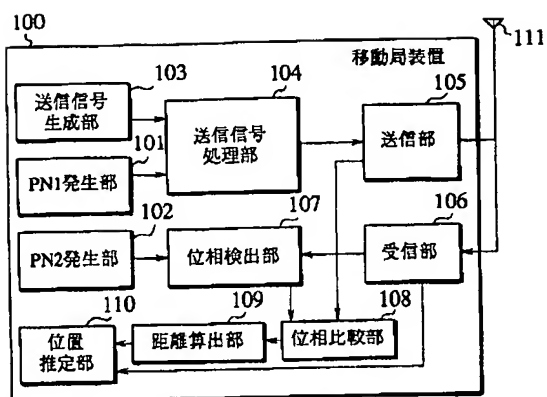 100
111
移動局装置
103
104
105
送信信号
生成部
送信信号
処理部
送信部
101
PN1発生部
102
107
106
PN2発生部
位相検出部
受信部
110
109
108
位置
推定部
距離算出部
位相比較部